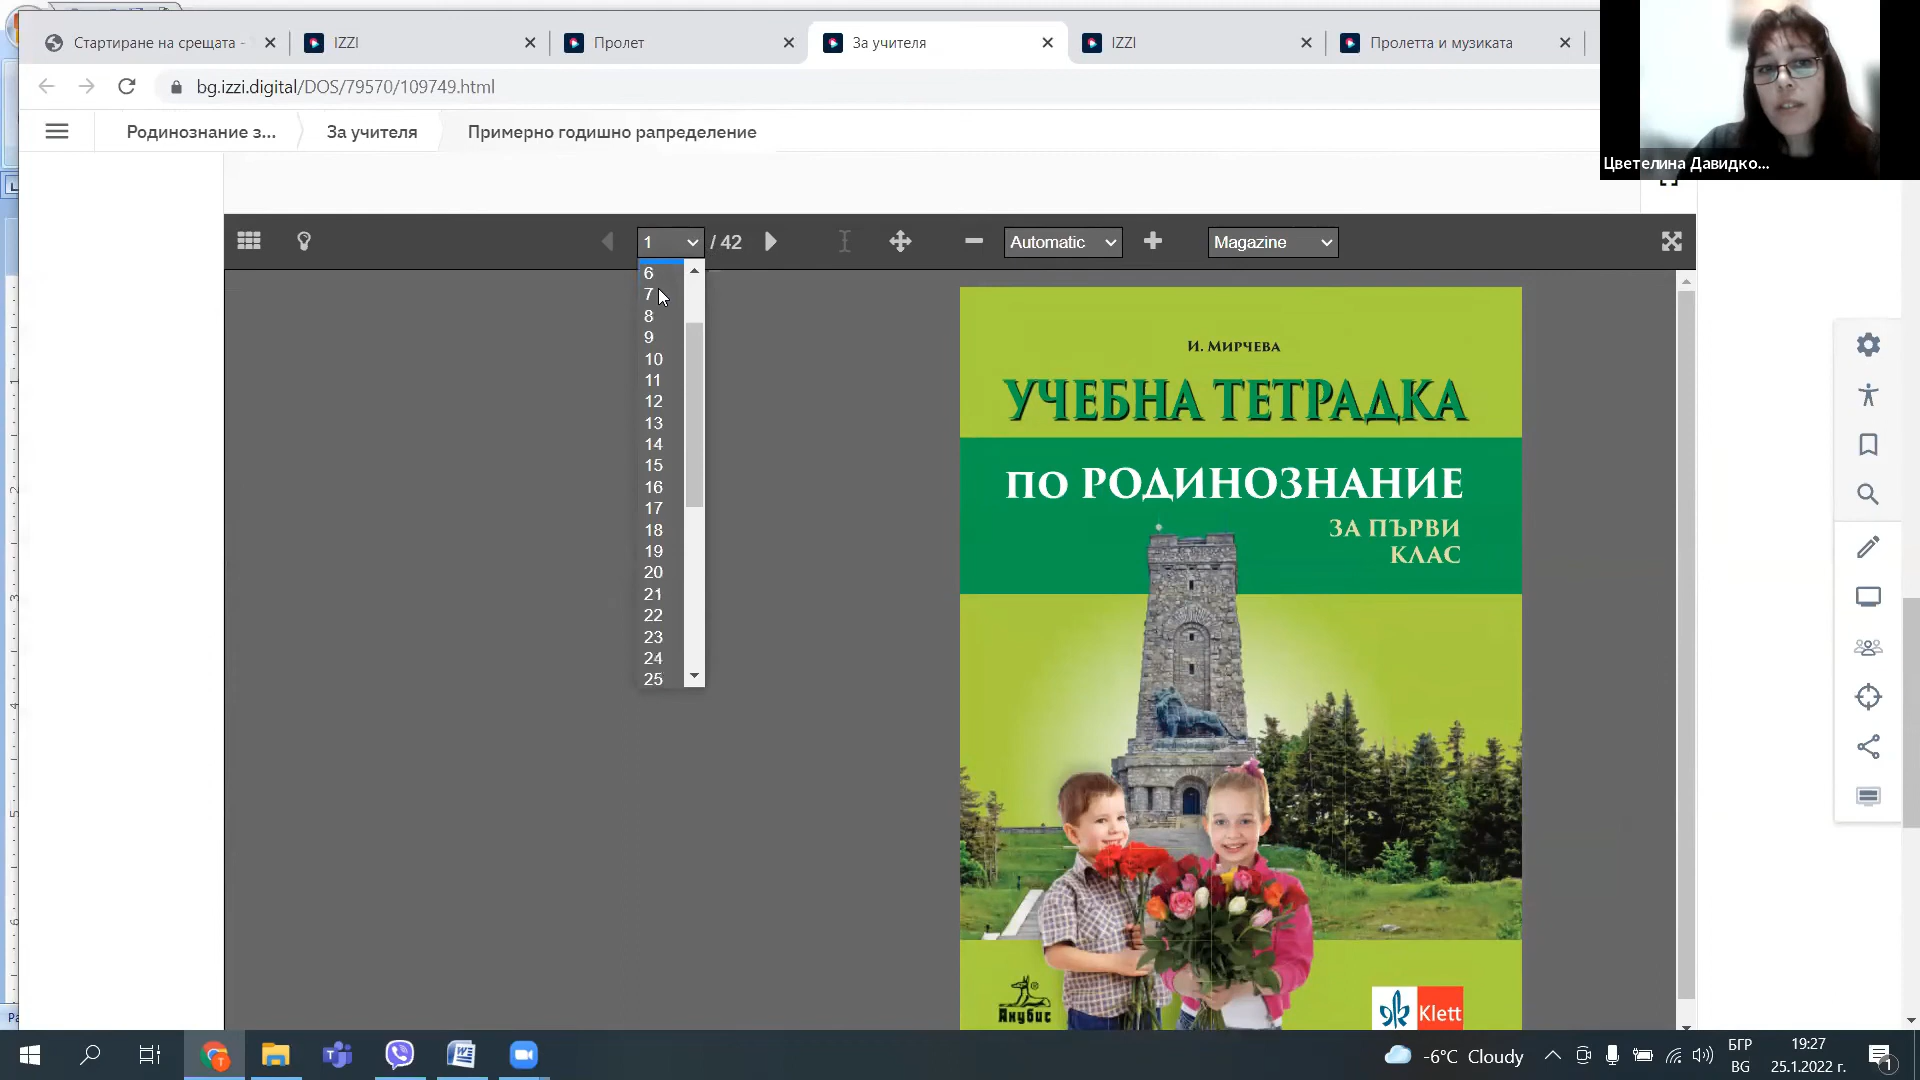 Стартиране на срещата -
IZZI
Пролет
За учителя
IZZI
Пролетта и музиката
bg.izzi.digital/DOS/79570/109749.html
Родинознание з...
За учителя
Примерно годишно рапределение
Цветелина Давидко...
1
/ 42
Automatic
Magazine
6
7
8
9
10
11
12
13
14
15
16
17
18
19
20
21
22
23
24
25
И. МИРЧЕВА
УЧЕБНА ТЕТРАДКА
ПО РОДИНОЗНАНИЕ
ЗА ПЪРВИ
КЛАС
Анубис
Klett
-6°C Cloudy
БГР
BG
19:27
25.1.2022 г.
1